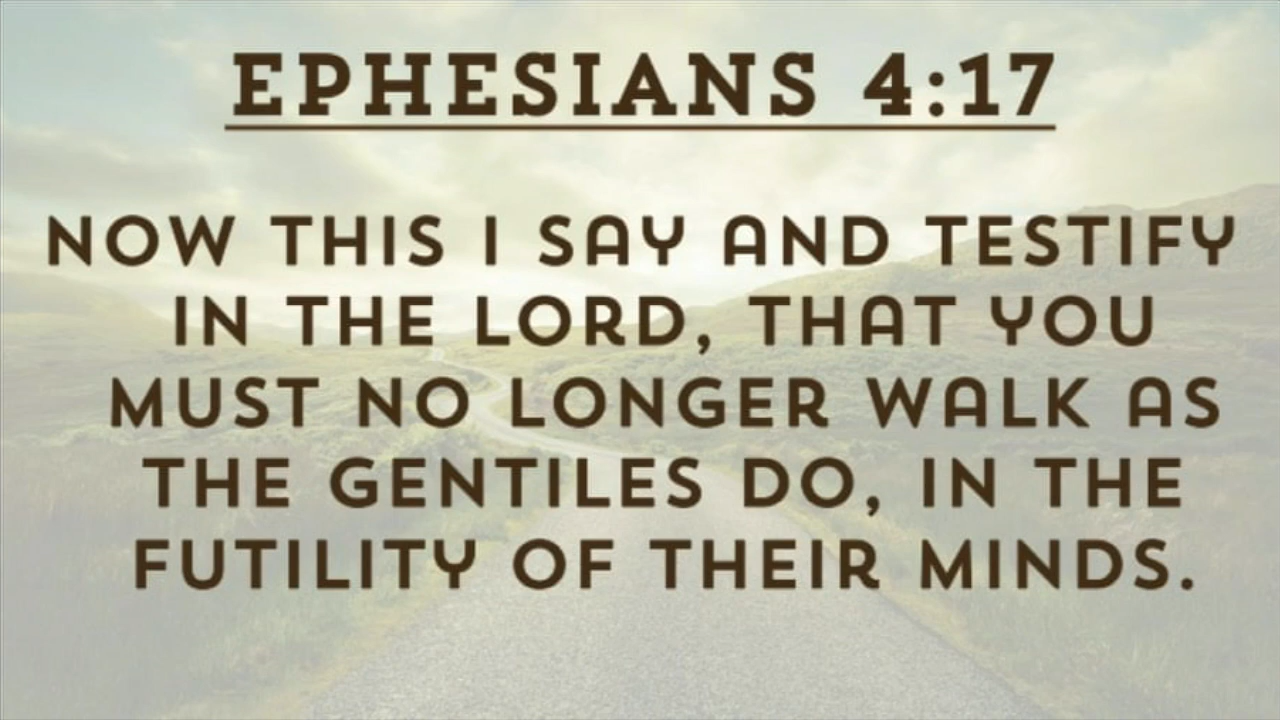 EPHESIANS 4:17
NOW THIS I SAY AND TESTIFY
IN THE LORD, THAT YOU
MUST NO LONGER WALK AS
THE GENTILES DO, IN THE
FUTILITY OF THEIR MINDS.